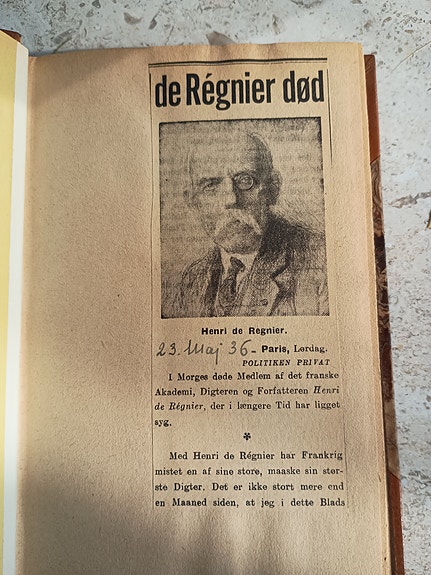 de Régnier død
Henri de Regnier.
23. Maj 36 - Paris, Lørdag.
POLITIKEN PRIVAT
I Morges døde Medlem af det franske
Akademi, Digteren og Forfatteren Henri
de Régnier, der i længere Tid har ligget
syg.
Med Henri de Régnier har Frankrig
mistet en af sine store, maaske sin stør-
ste Digter. Det er ikke stort mere end
en Maaned siden, at jeg i dette Blads